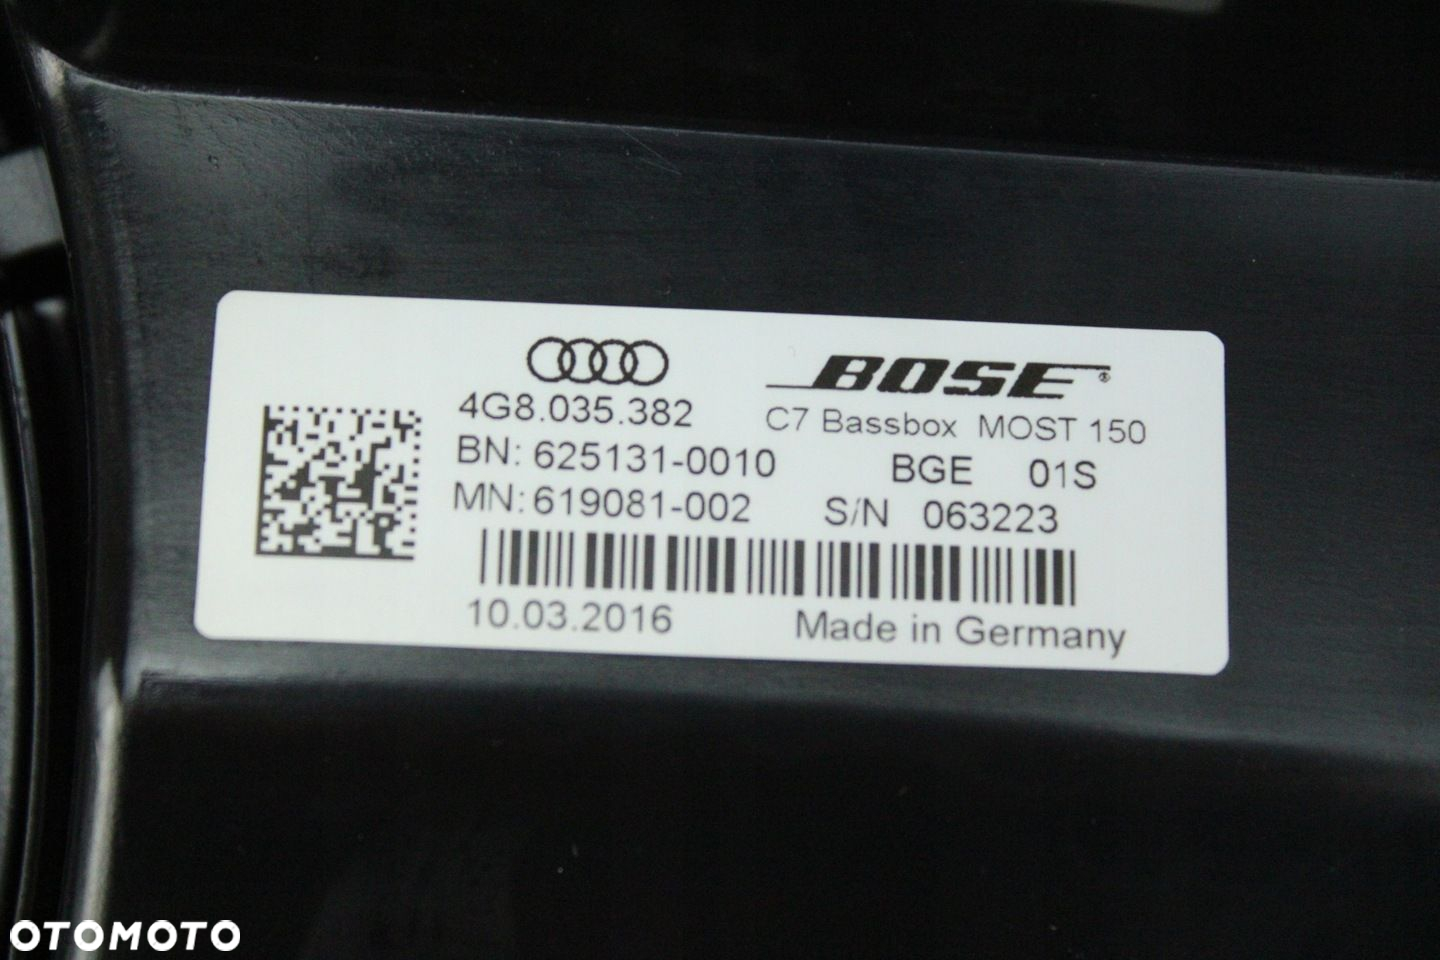 BOSE®
4G8.035.382 C7 Bassbox MOST 150
BN: 625131-0010 BGE 01S
MN: 619081-002 S/N 063223
10.03.2016 Made in Germany
OTOMOTO